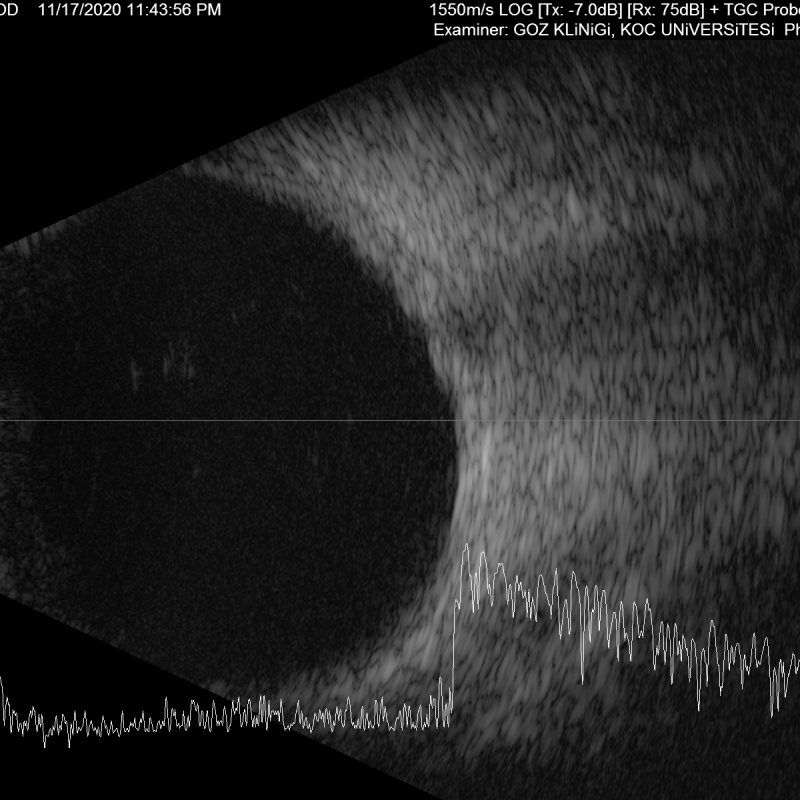 OD 11/17/2020 11:43:56 PM
1550m/s LOG [Tx: -7.0dB] [Rx: 75dB] + TGC
Examiner: GOZ KLiNiGi, KOC UNiVERSiTESi